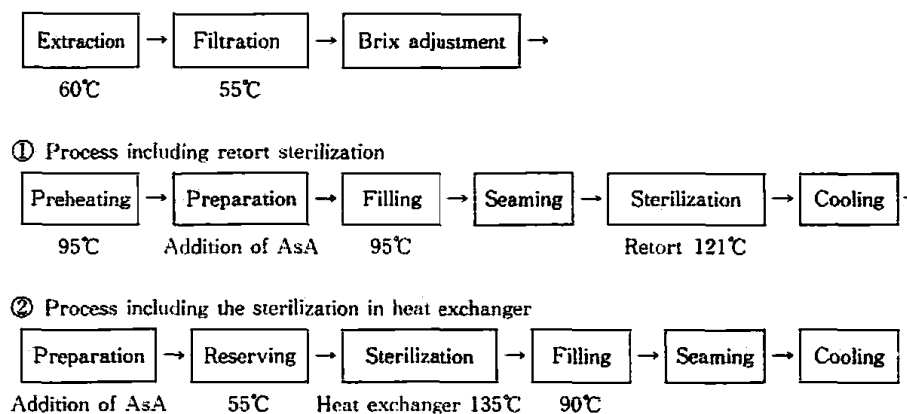 Extraction → Filtration → Brix adjustment →
60℃ 55℃
① Process including retort sterilization
Preheating → Preparation → Filling → Seaming → Sterilization → Cooling →
95℃ Addition of AsA 95℃ Retort 121℃
② Process including the sterilization in heat exchanger
Preparation → Reserving → Sterilization → Filling → Seaming → Cooling
Addition of AsA 55℃ Heat exchanger 135℃ 90℃